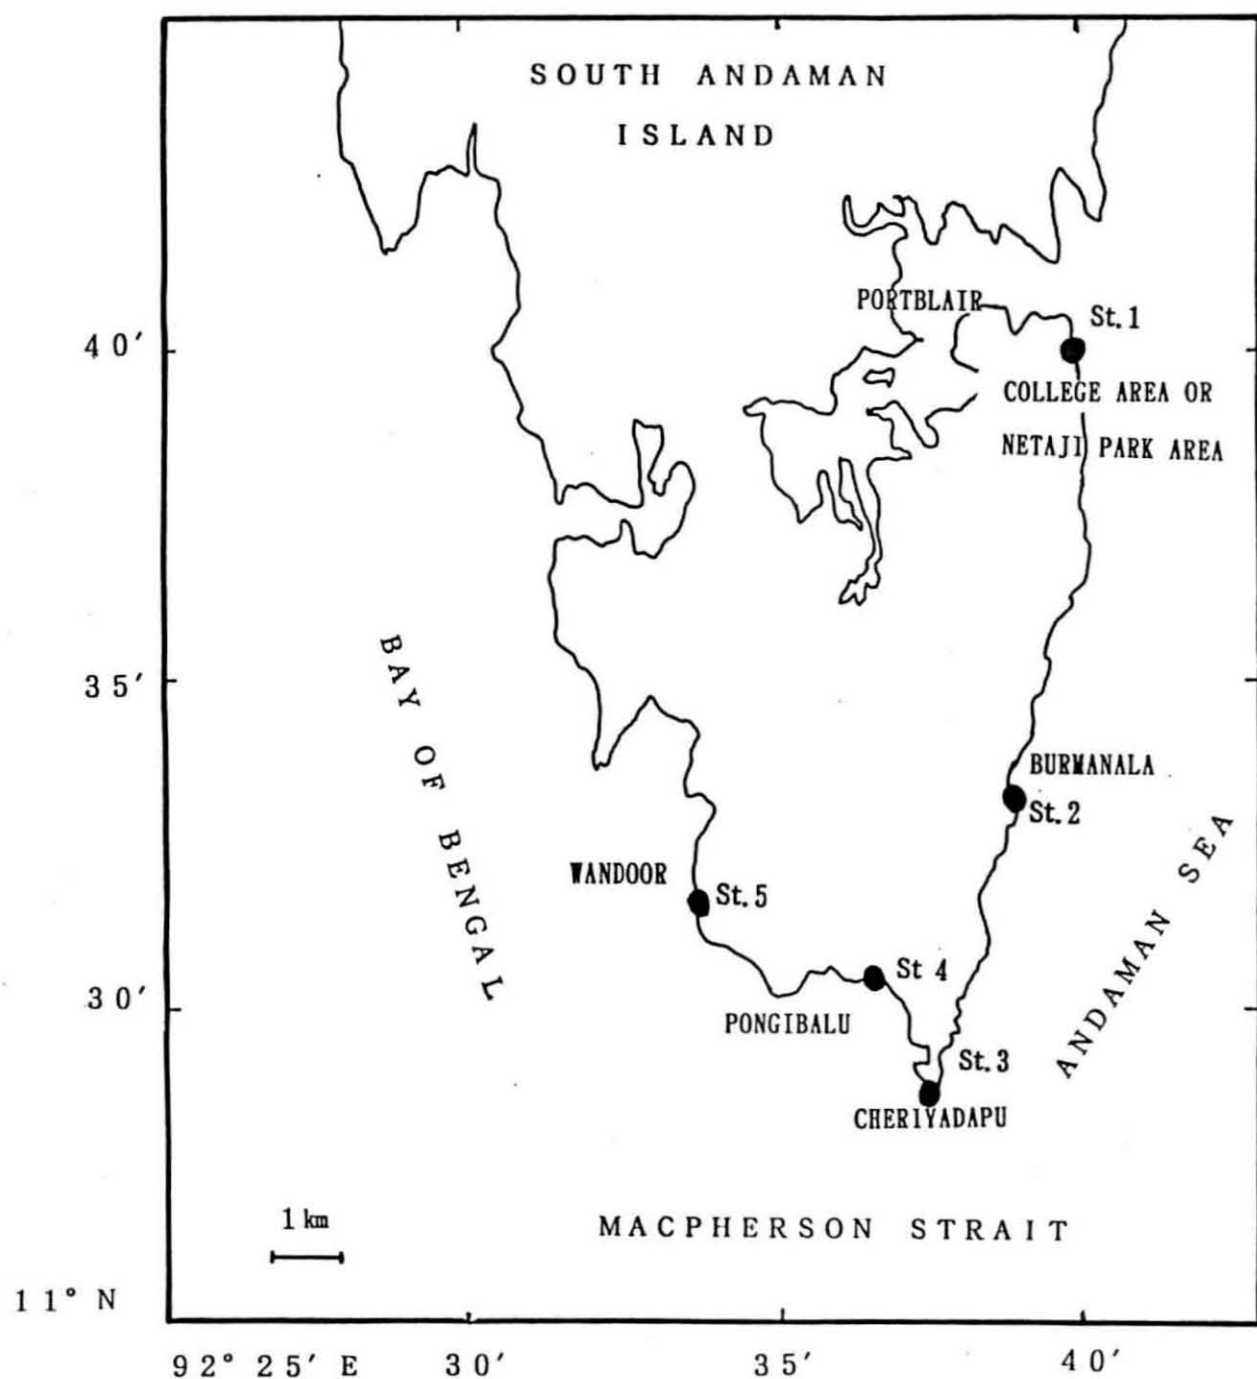 SOUTH ANDAMAN
ISLAND
PORTBLAIR
St.1
40′
COLLEGE AREA OR
NETAJI PARK AREA
35′
BAY OF BENGAL
BURMANALA
St.2
ANDAMAN SEA
WANDOOR
St.5
St 4
30′
PONGIBALU
St.3
CHERIYADAPU
1 km
MACPHERSON STRAIT
11° N
92° 25′ E 30′ 35′ 40′